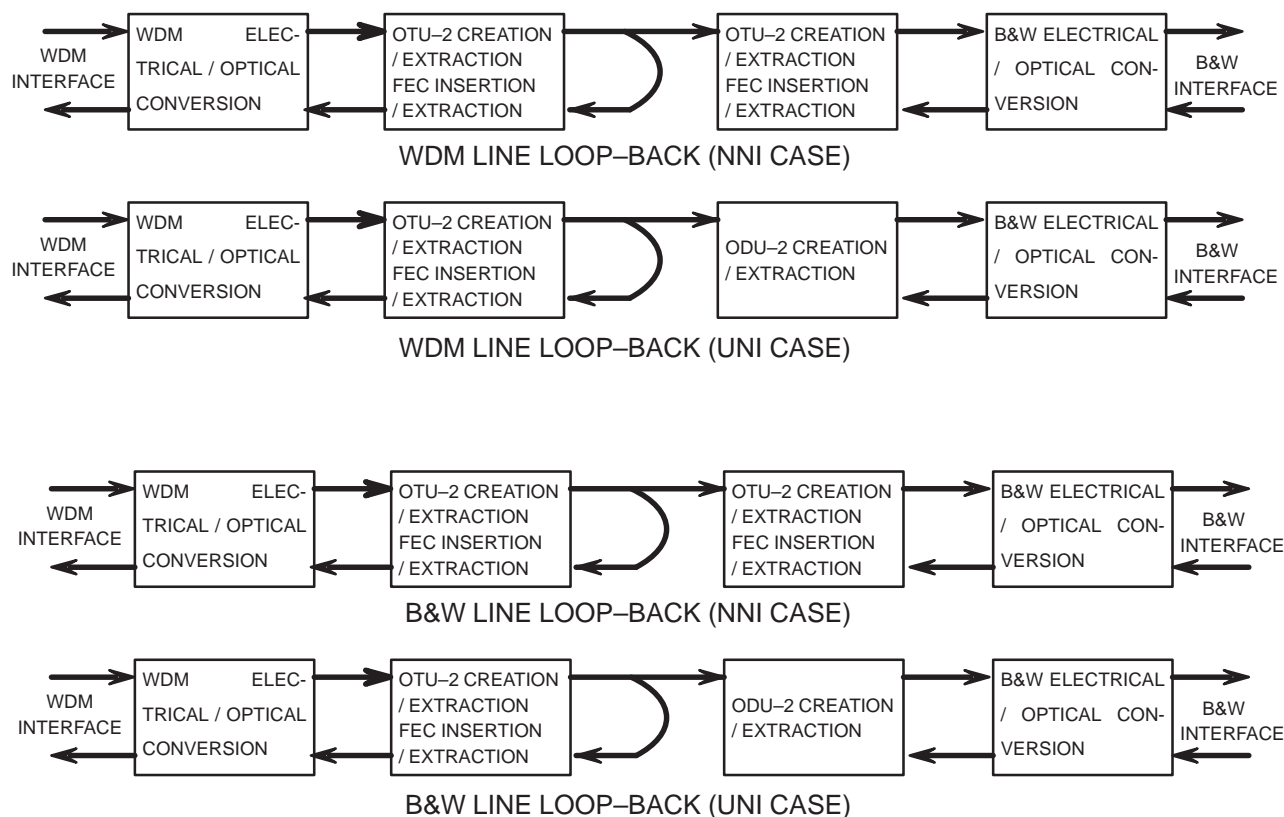 WDM ELEC-
TRICAL / OPTICAL
CONVERSION
OTU–2 CREATION
/ EXTRACTION
FEC INSERTION
/ EXTRACTION
OTU–2 CREATION
/ EXTRACTION
FEC INSERTION
/ EXTRACTION
B&W ELECTRICAL
/ OPTICAL CON-
VERSION
WDM
INTERFACE
B&W
INTERFACE
WDM LINE LOOP–BACK (NNI CASE)
WDM ELEC-
TRICAL / OPTICAL
CONVERSION
OTU–2 CREATION
/ EXTRACTION
FEC INSERTION
/ EXTRACTION
ODU–2 CREATION
/ EXTRACTION
B&W ELECTRICAL
/ OPTICAL CON-
VERSION
WDM
INTERFACE
B&W
INTERFACE
WDM LINE LOOP–BACK (UNI CASE)
WDM ELEC-
TRICAL / OPTICAL
CONVERSION
OTU–2 CREATION
/ EXTRACTION
FEC INSERTION
/ EXTRACTION
OTU–2 CREATION
/ EXTRACTION
FEC INSERTION
/ EXTRACTION
B&W ELECTRICAL
/ OPTICAL CON-
VERSION
WDM
INTERFACE
B&W
INTERFACE
B&W LINE LOOP–BACK (NNI CASE)
WDM ELEC-
TRICAL / OPTICAL
CONVERSION
OTU–2 CREATION
/ EXTRACTION
FEC INSERTION
/ EXTRACTION
ODU–2 CREATION
/ EXTRACTION
B&W ELECTRICAL
/ OPTICAL CON-
VERSION
WDM
INTERFACE
B&W
INTERFACE
B&W LINE LOOP–BACK (UNI CASE)